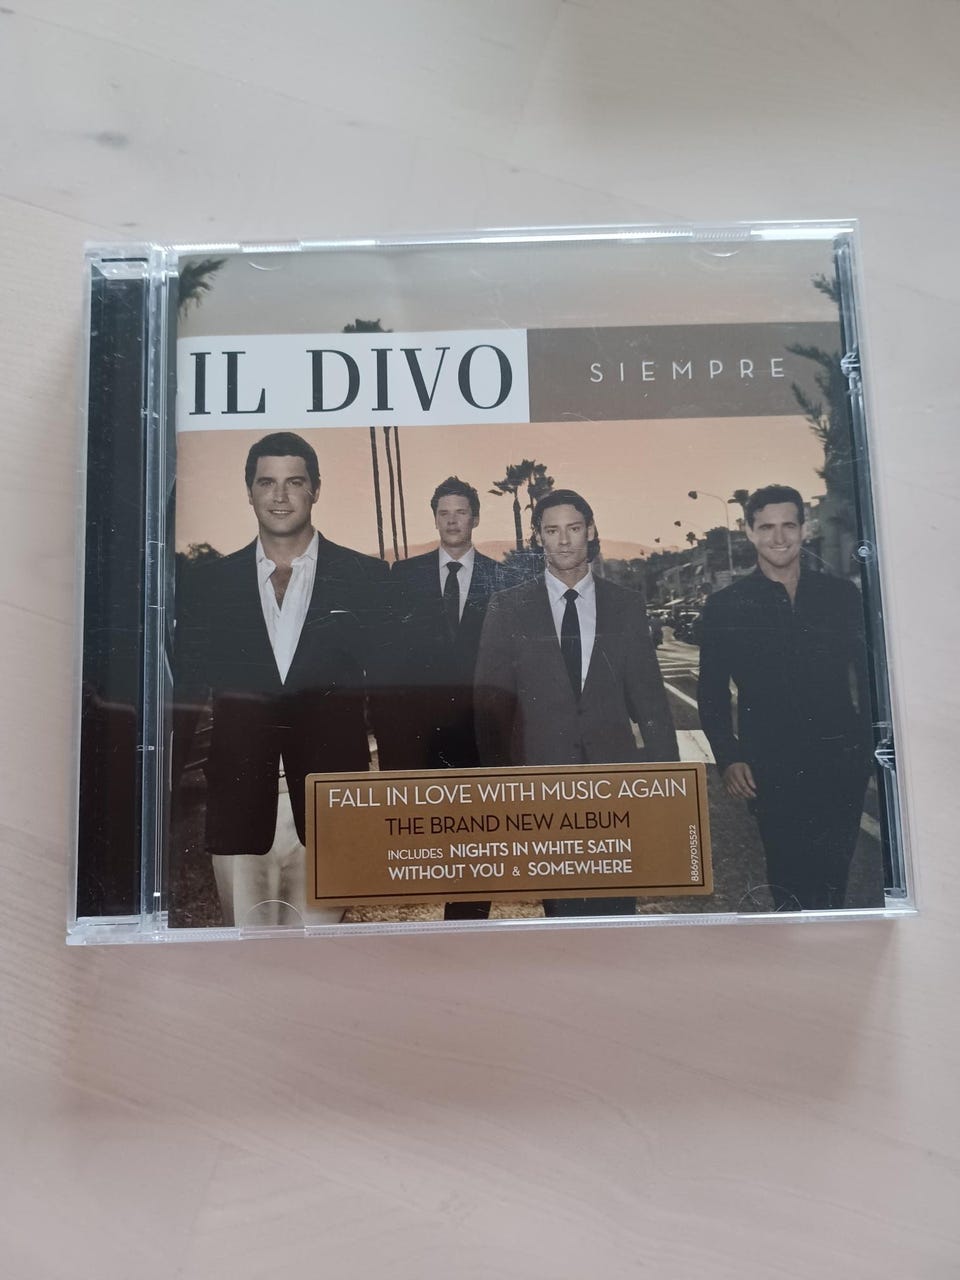 IL DIVO
SIEMPRE
FALL IN LOVE WITH MUSIC AGAIN
THE BRAND NEW ALBUM
INCLUDES NIGHTS IN WHITE SATIN
WITHOUT YOU & SOMEWHERE
88697015522